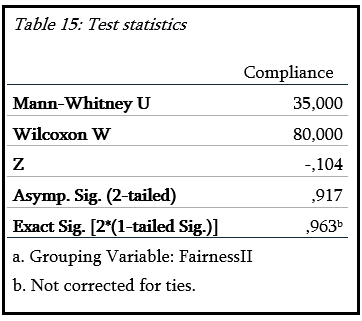 Table 15: Test statistics
Compliance
Mann-Whitney U 35,000
Wilcoxon W 80,000
Z -,104
Asymp. Sig. (2-tailed) ,917
Exact Sig. [2*(1-tailed Sig.)] ,963ᵇ
a. Grouping Variable: FairnessII
b. Not corrected for ties.